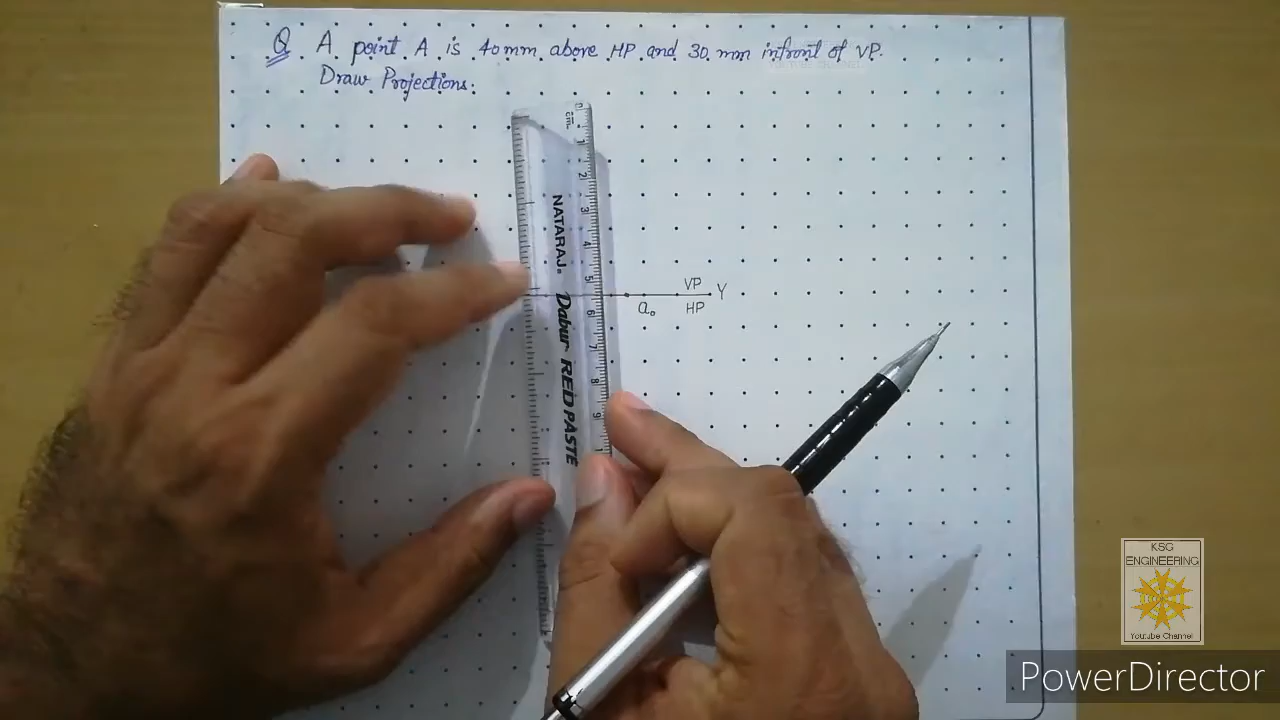 Q A point A is 40mm above HP and 30 mm infront of VP.
Draw Projections.
cm
0 1 2 3 4 5 6 7 8 9
NATARAJ. Dabur RED PASTE
VP
Y
a₀
HP
KSG
ENGINEERING
Youtube Channel
PowerDirector